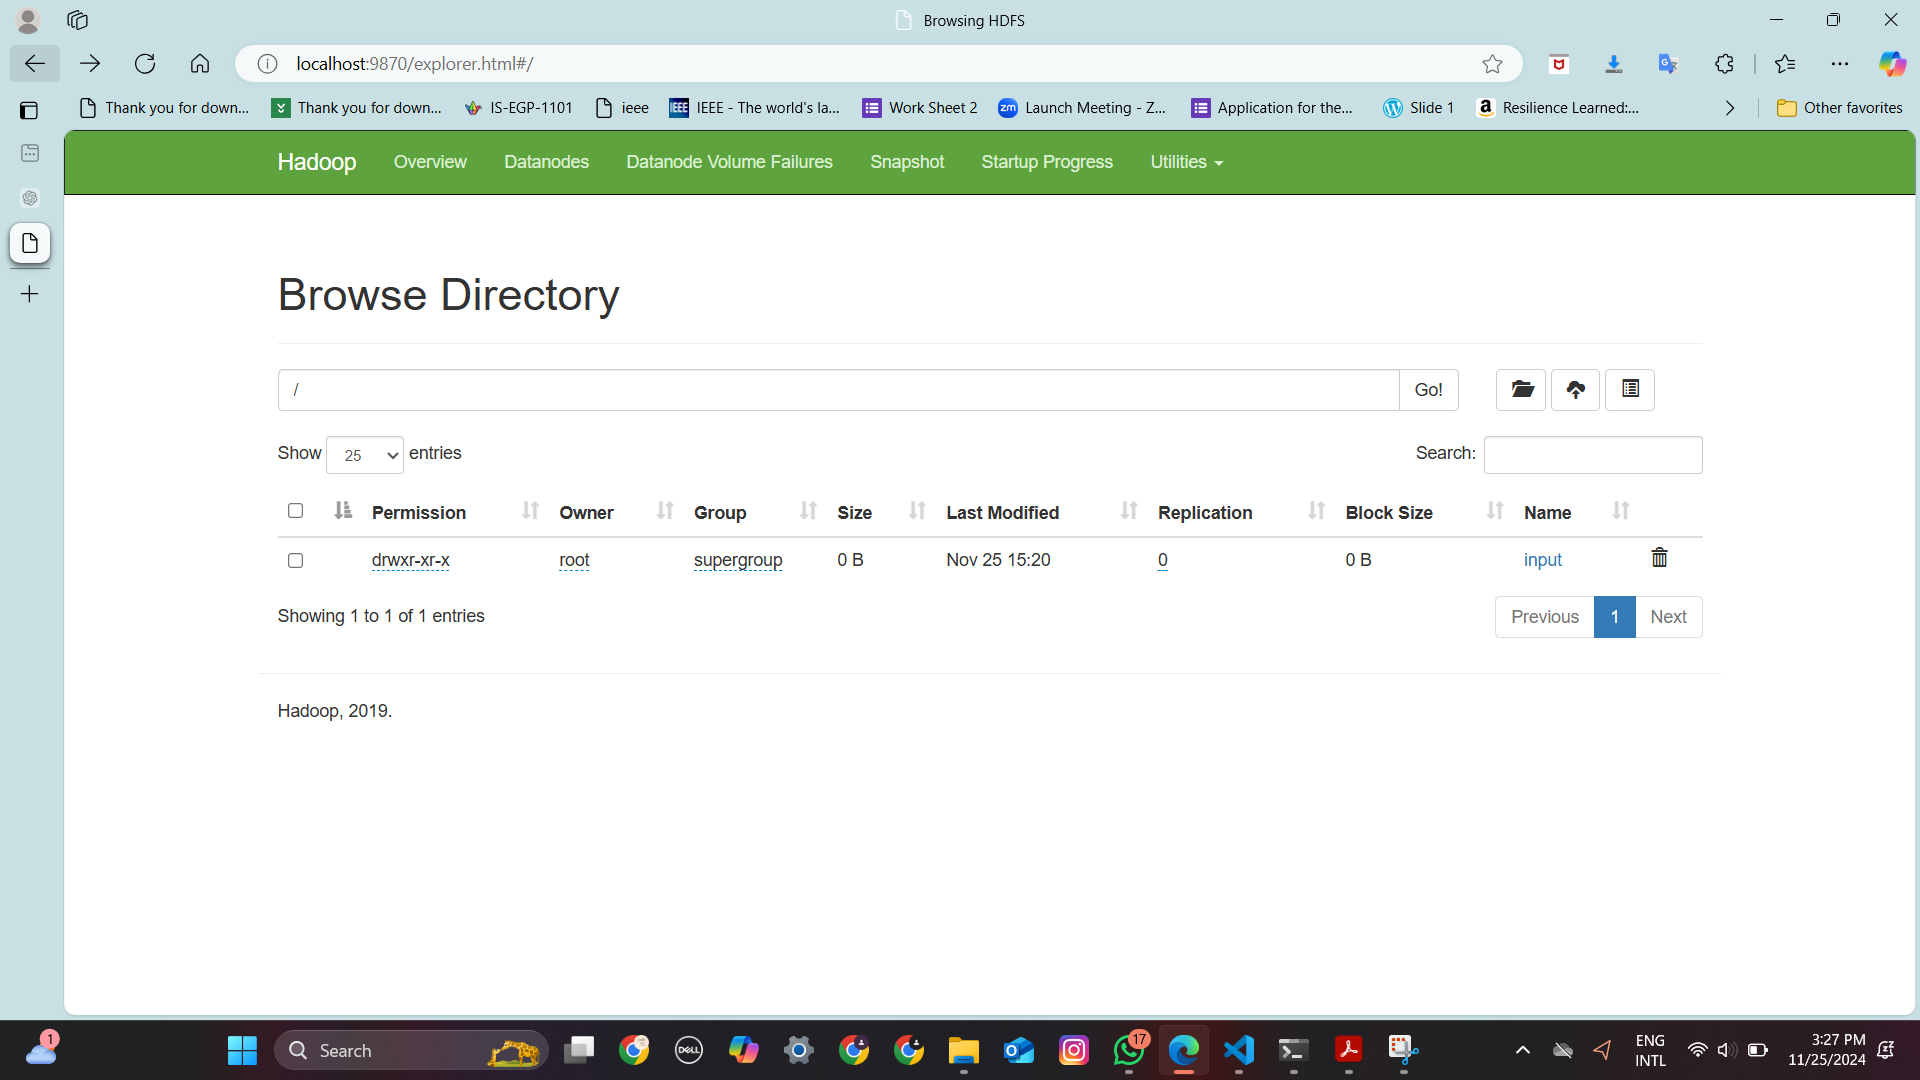 Browsing HDFS
localhost:9870/explorer.html#/
Thank you for down... Thank you for down... IS-EGP-1101 ieee IEEE IEEE - The world's la... Work Sheet 2 zm Launch Meeting - Z... Application for the... Slide 1 a Resilience Learned:... Other favorites
Hadoop Overview Datanodes Datanode Volume Failures Snapshot Startup Progress Utilities
Browse Directory
/ Go!
Show 25 entries Search:
Permission Owner Group Size Last Modified Replication Block Size Name
drwxr-xr-x root supergroup 0 B Nov 25 15:20 0 0 B input
Showing 1 to 1 of 1 entries Previous 1 Next
Hadoop, 2019.
1 Search DELL 17 ENG 3:27 PM
INTL 11/25/2024